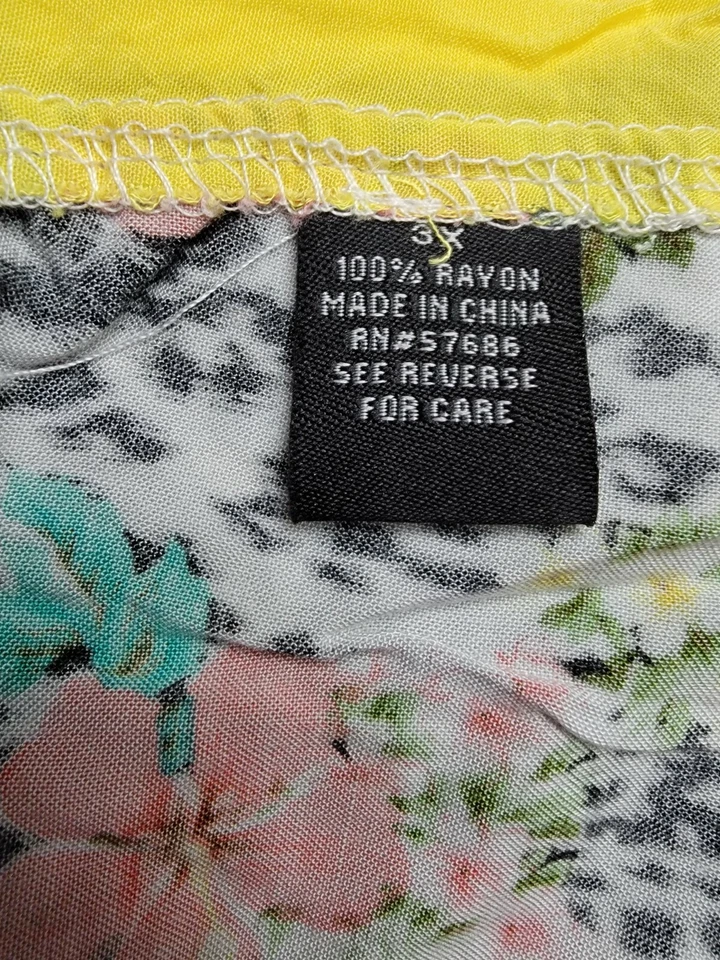 3X
100% RAYON
MADE IN CHINA
RN#57686
SEE REVERSE
FOR CARE